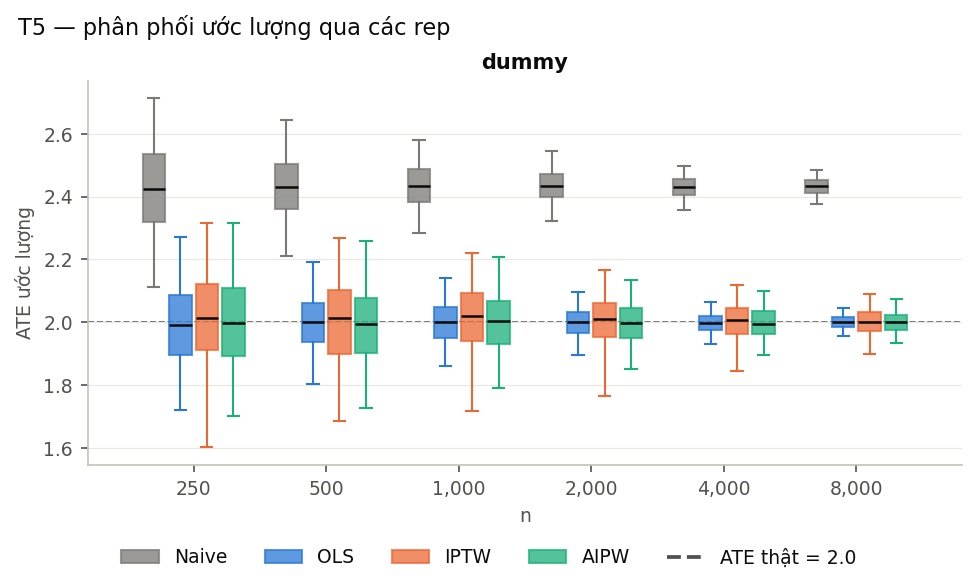 T5 — phân phối ước lượng qua các rep
dummy
ATE ước lượng
2.6
2.4
2.2
2.0
1.8
1.6
250 500 1,000 2,000 4,000 8,000
n
Naive OLS IPTW AIPW ATE thật = 2.0